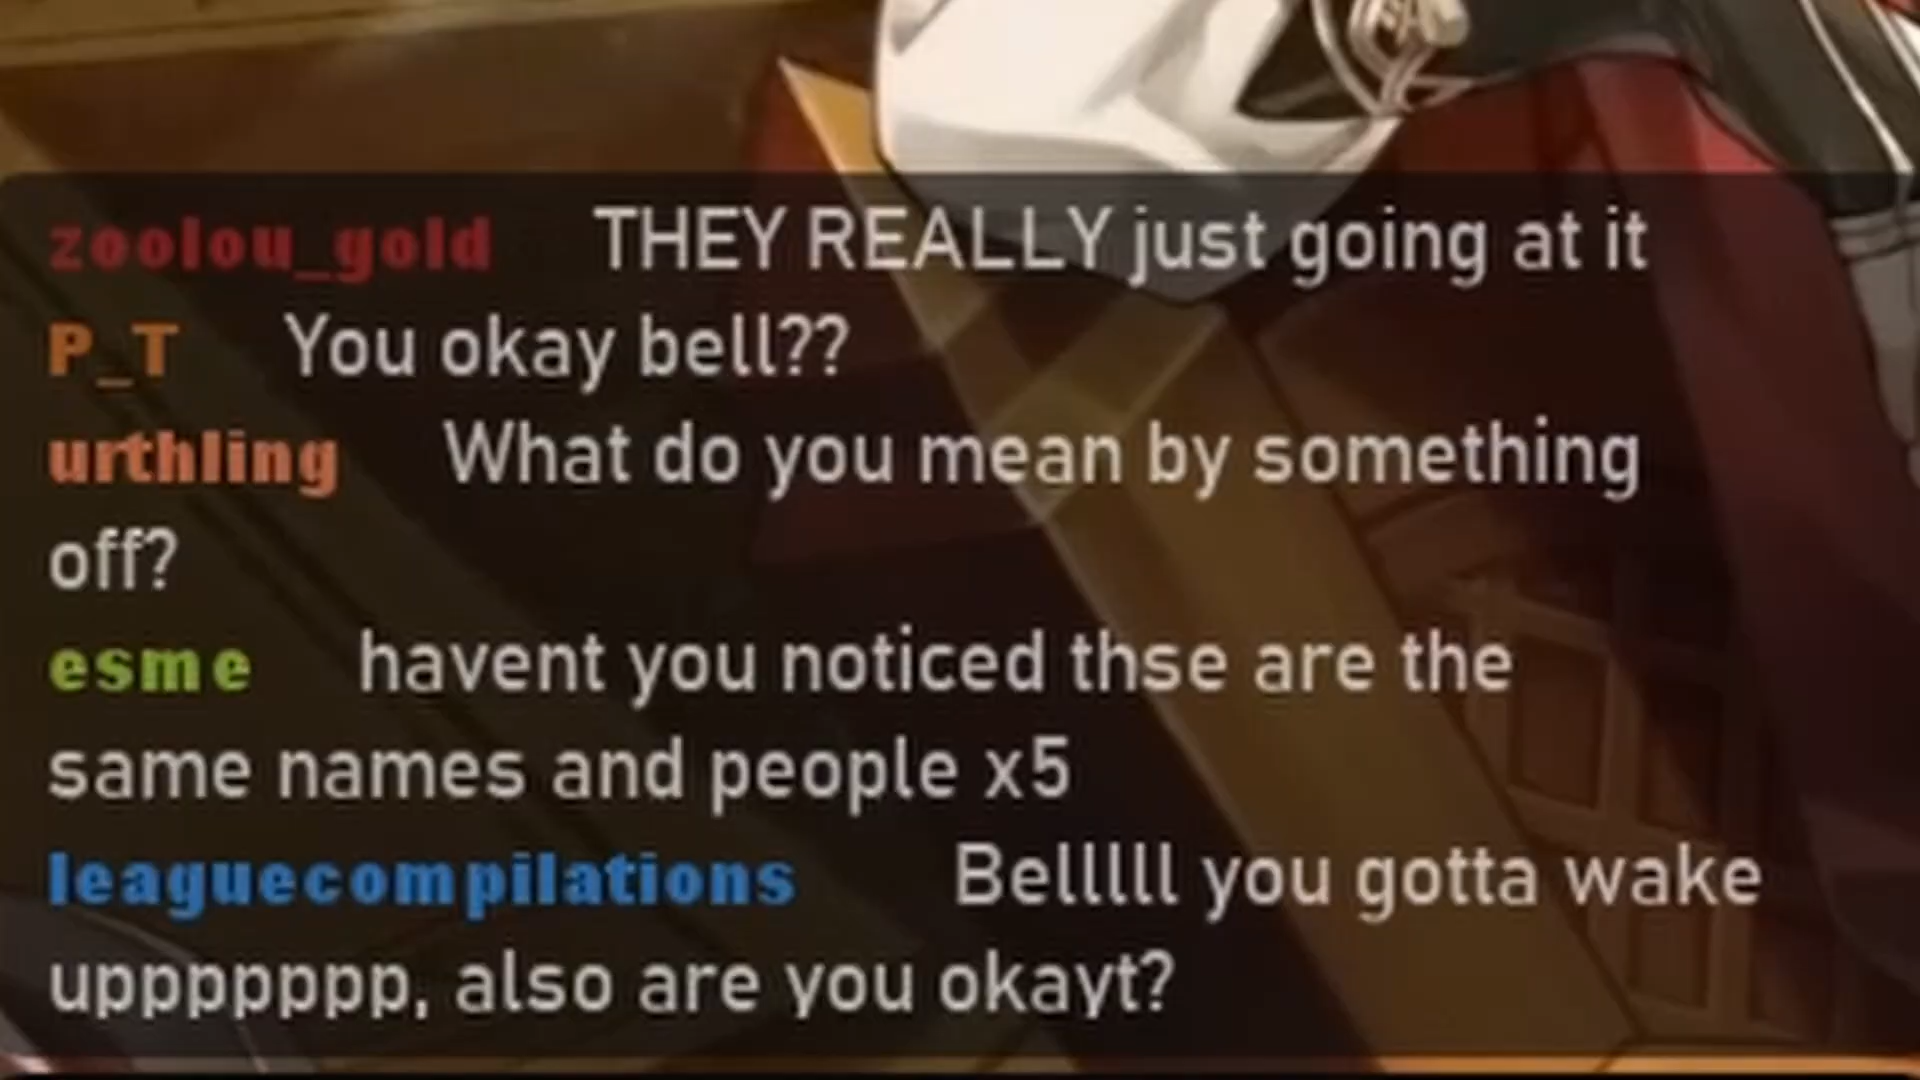 zoolou_gold THEY REALLY just going at it
P_T You okay bell??
urthling What do you mean by something
off?
esme havent you noticed thse are the
same names and people x5
leaguecompilations Belllll you gotta wake
upppppppp, also are you okayt?